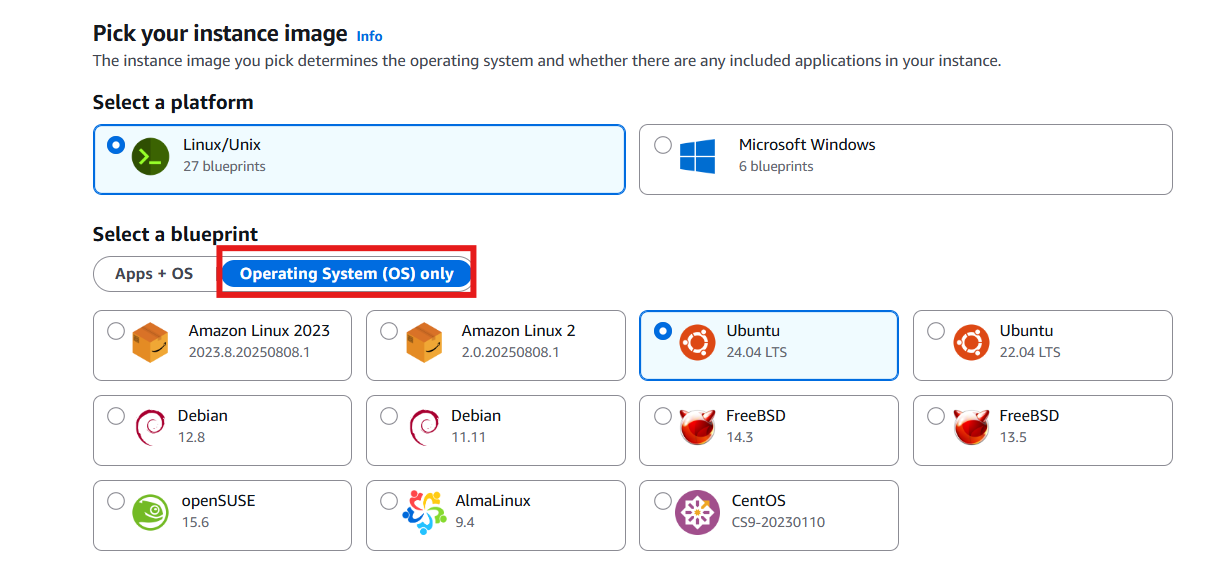 Pick your instance image Info
The instance image you pick determines the operating system and whether there are any included applications in your instance.
Select a platform
Linux/Unix
27 blueprints
Microsoft Windows
6 blueprints
Select a blueprint
Apps + OS
Operating System (OS) only
Amazon Linux 2023
2023.8.20250808.1
Amazon Linux 2
2.0.20250808.1
Ubuntu
24.04 LTS
Ubuntu
22.04 LTS
Debian
12.8
Debian
11.11
FreeBSD
14.3
FreeBSD
13.5
openSUSE
15.6
AlmaLinux
9.4
CentOS
CS9-20230110